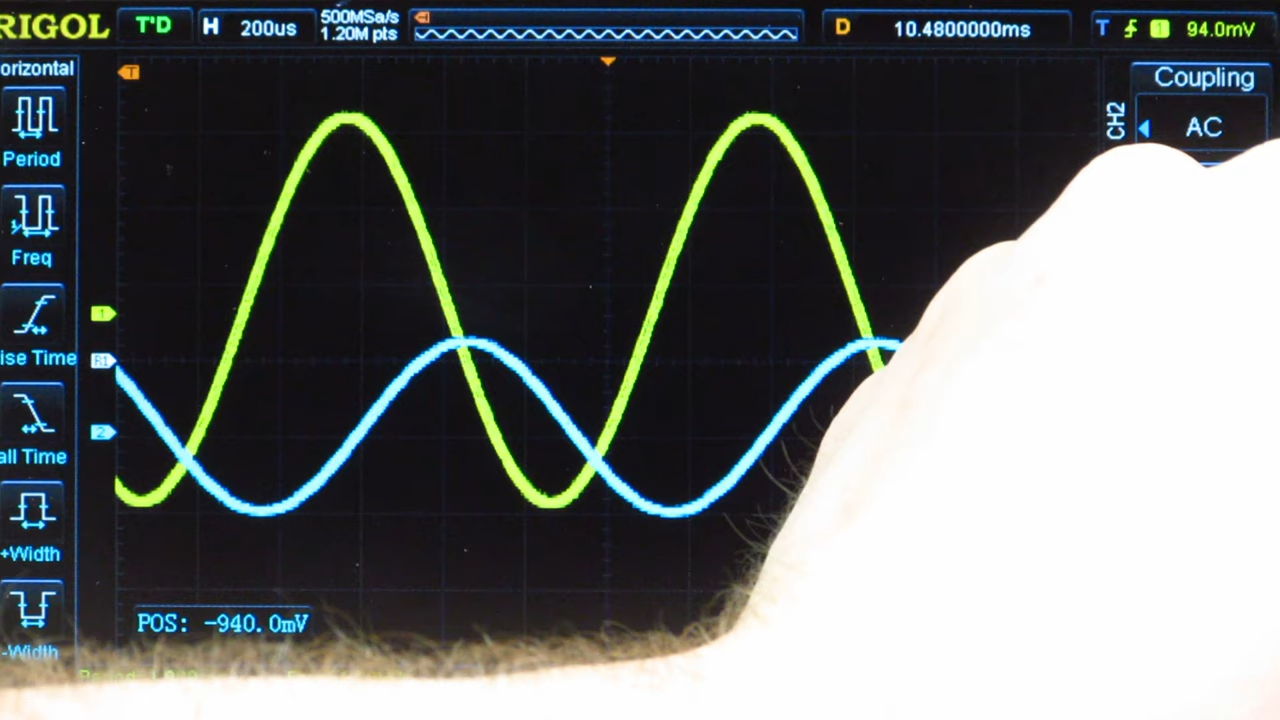 RIGOL T'D H 200us 500MSa/s 1.20M pts D 10.4800000ms T 1 94.0mV
orizontal
Period
Freq
ise Time
all Time
+Width
-Width
T
1
R1
2
POS: -940.0mV
Coupling
CH2
AC